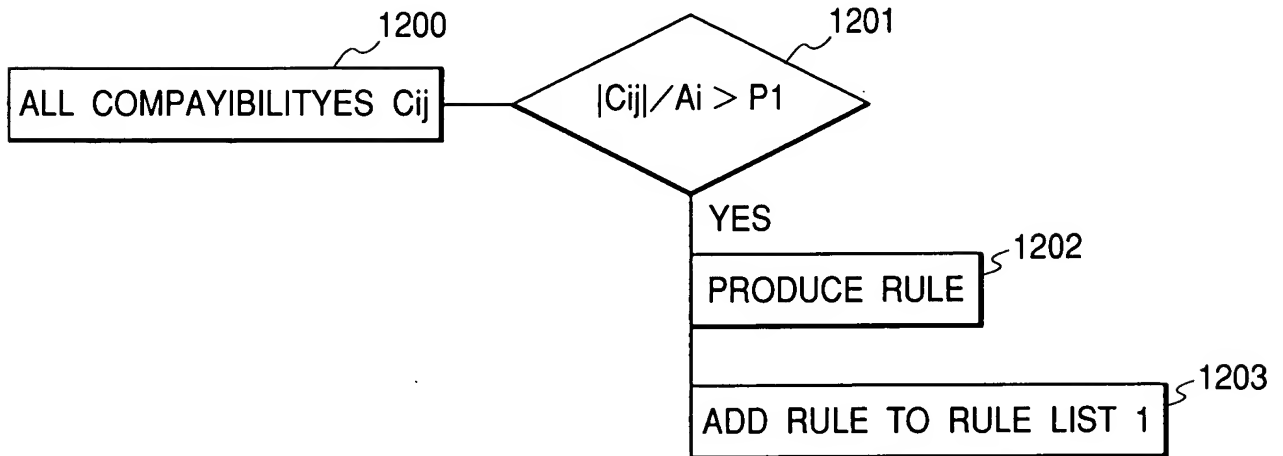 1200
1201
ALL COMPAYIBILITYES Cij
|Cij|/Ai > P1
YES
1202
PRODUCE RULE
1203
ADD RULE TO RULE LIST 1